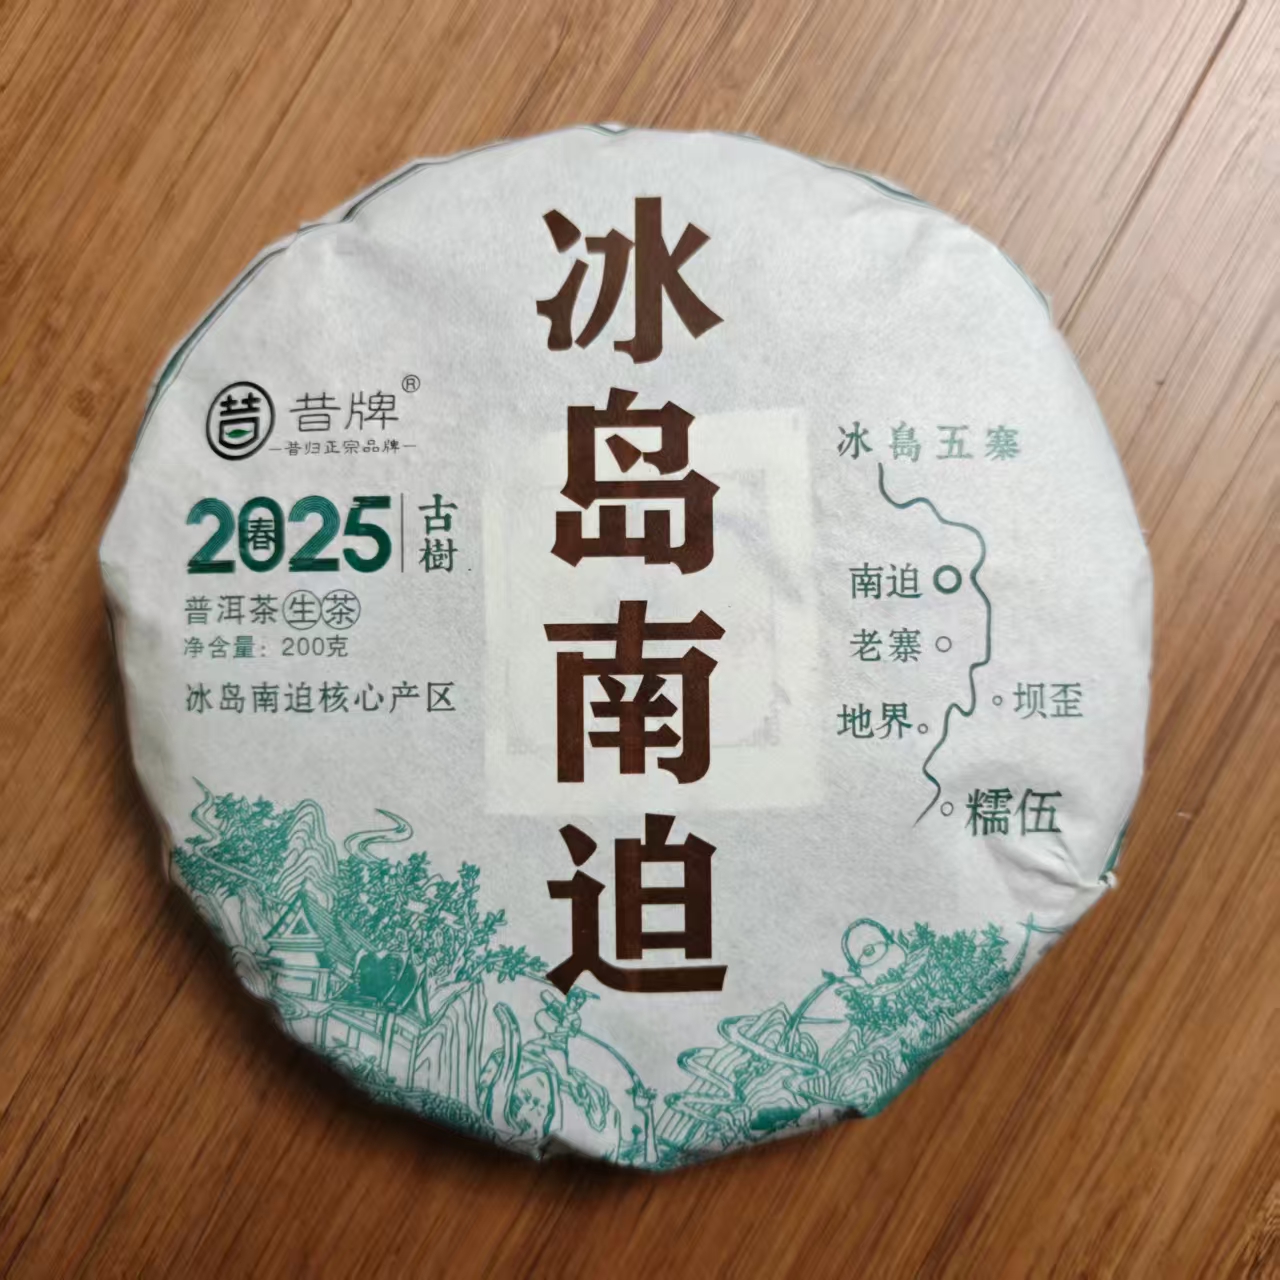 冰岛南迫
昔 昔牌®
—昔归正宗品牌—
2025 春 古樹
普洱茶生茶
净含量：200克
冰岛南迫核心产区
冰島五寨
南迫
老寨
地界
坝歪
糯伍